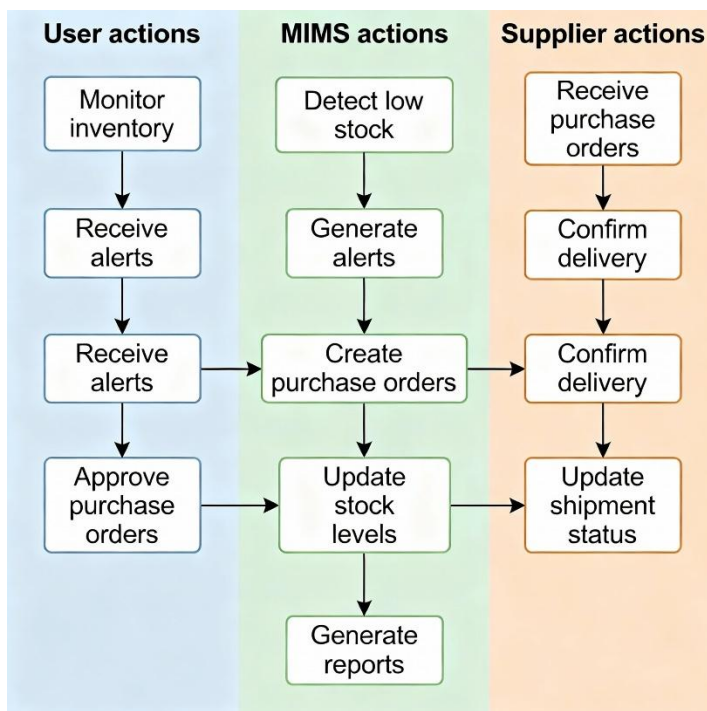 User actions
Monitor
inventory
Receive
alerts
Receive
alerts
Approve
purchase
orders
MIMS actions
Detect low
stock
Generate
alerts
Create
purchase orders
Update
stock
levels
Generate
reports
Supplier actions
Receive
purchase
orders
Confirm
delivery
Confirm
delivery
Update
shipment
status